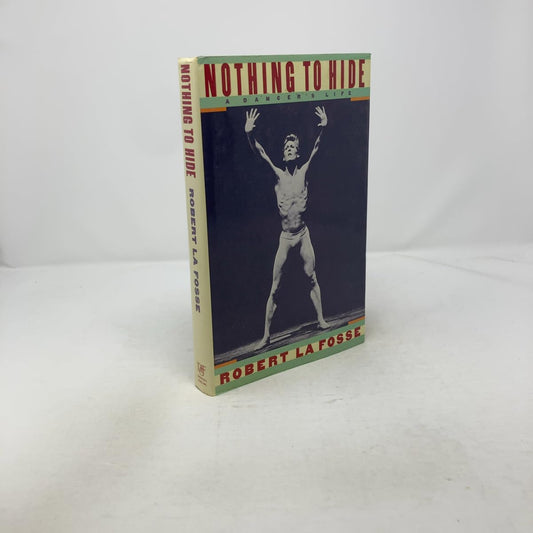 NOTHING TO HIDE
A DANCER'S LIFE
ROBERT LA FOSSE
NOTHING TO HIDE
ROBERT LA FOSSE